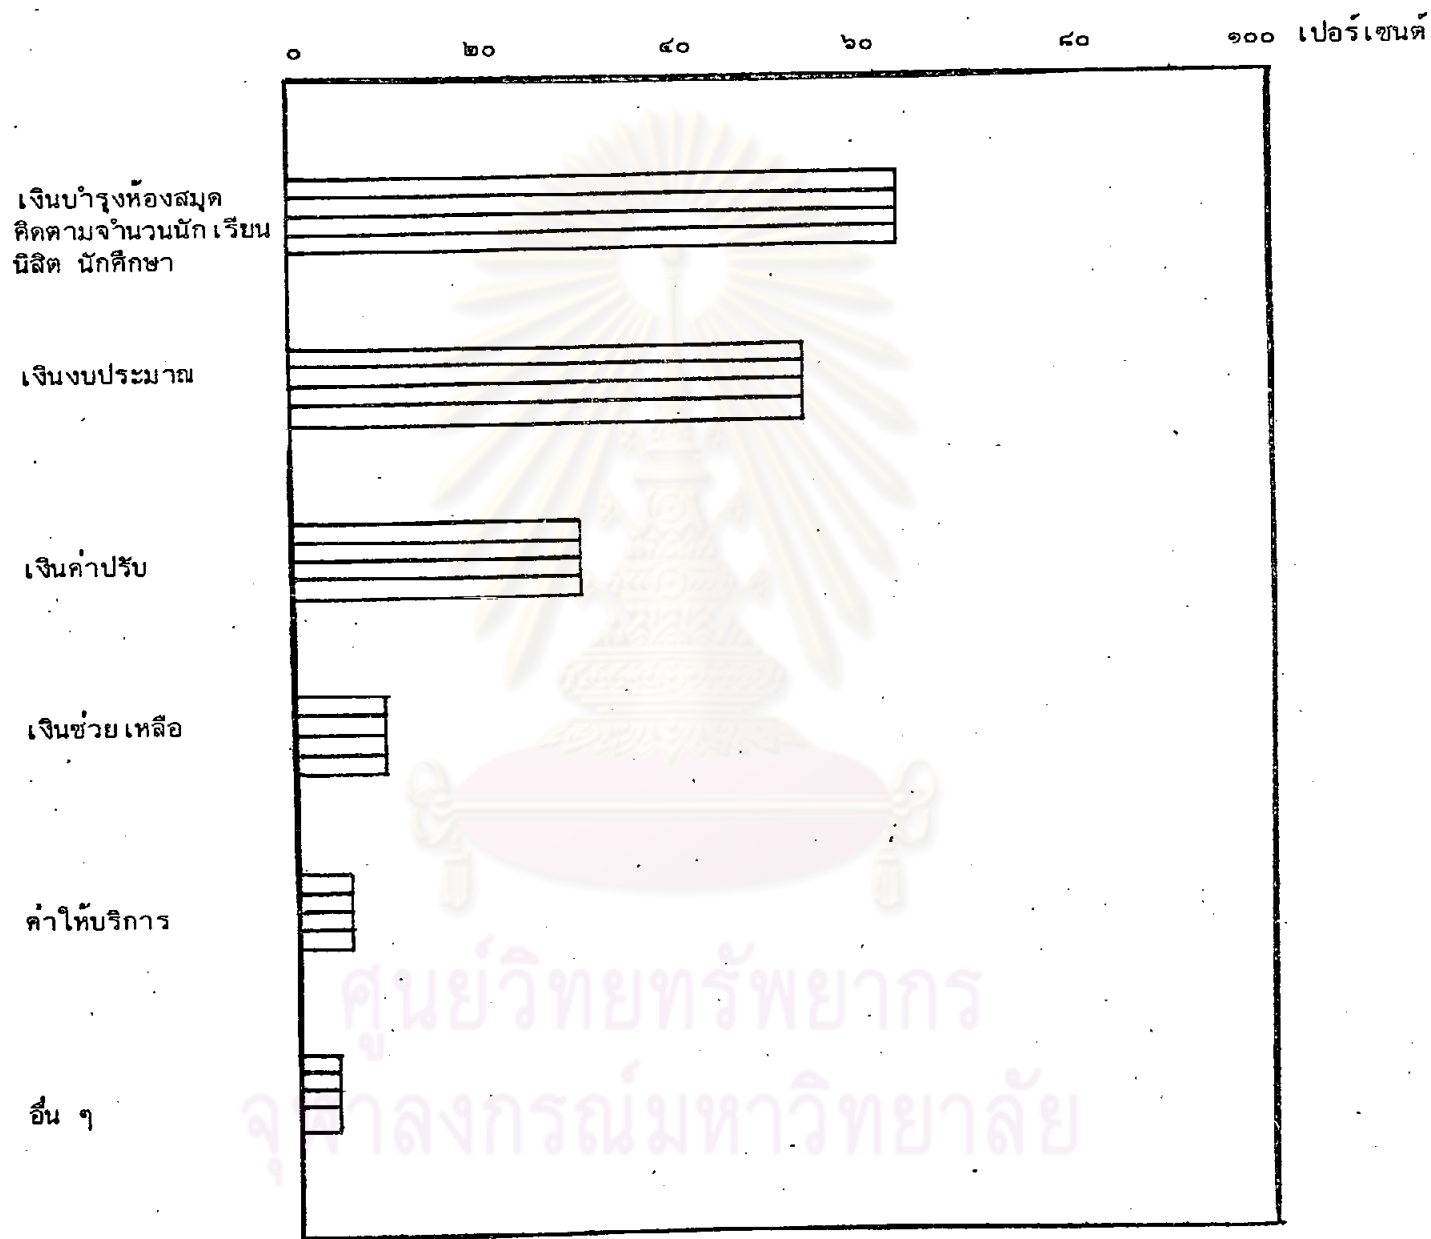 ๐ ๒๐ ๔๐ ๖๐ ๘๐ ๑๐๐ เปอร์เซนต์
เงินบำรุงห้องสมุด
คิดตามจำนวนนักเรียน
นิสิต นักศึกษา
เงินงบประมาณ
เงินค่าปรับ
เงินช่วยเหลือ
ค่าให้บริการ
อื่น ๆ
ศูนย์วิทยทรัพยากร
จุฬาลงกรณ์มหาวิทยาลัย